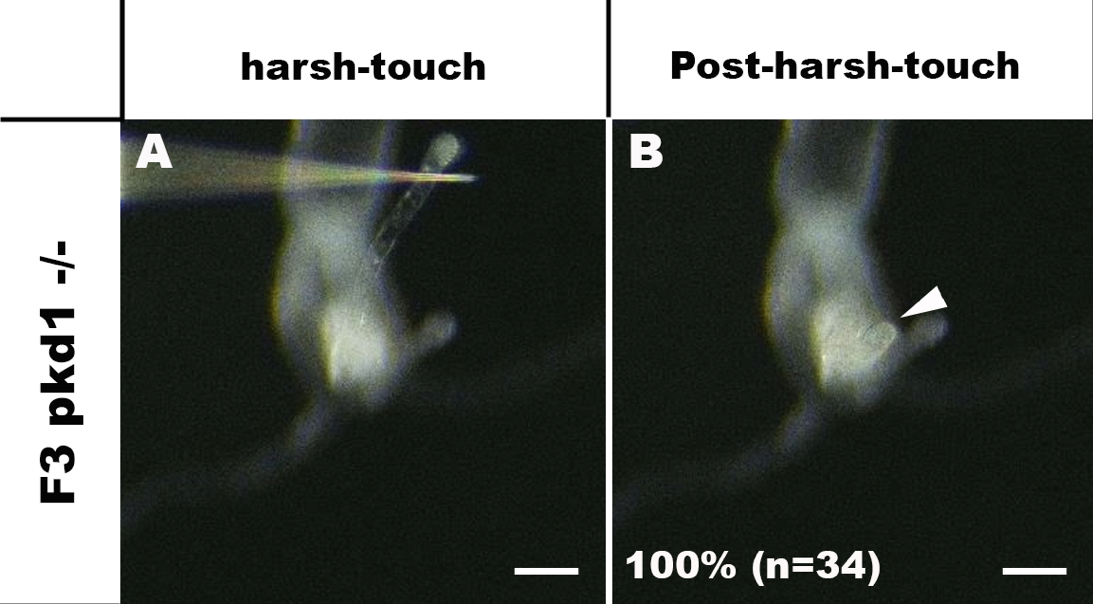 harsh-touch
Post-harsh-touch
F3 pkd1 -/-
A
B
100% (n=34)